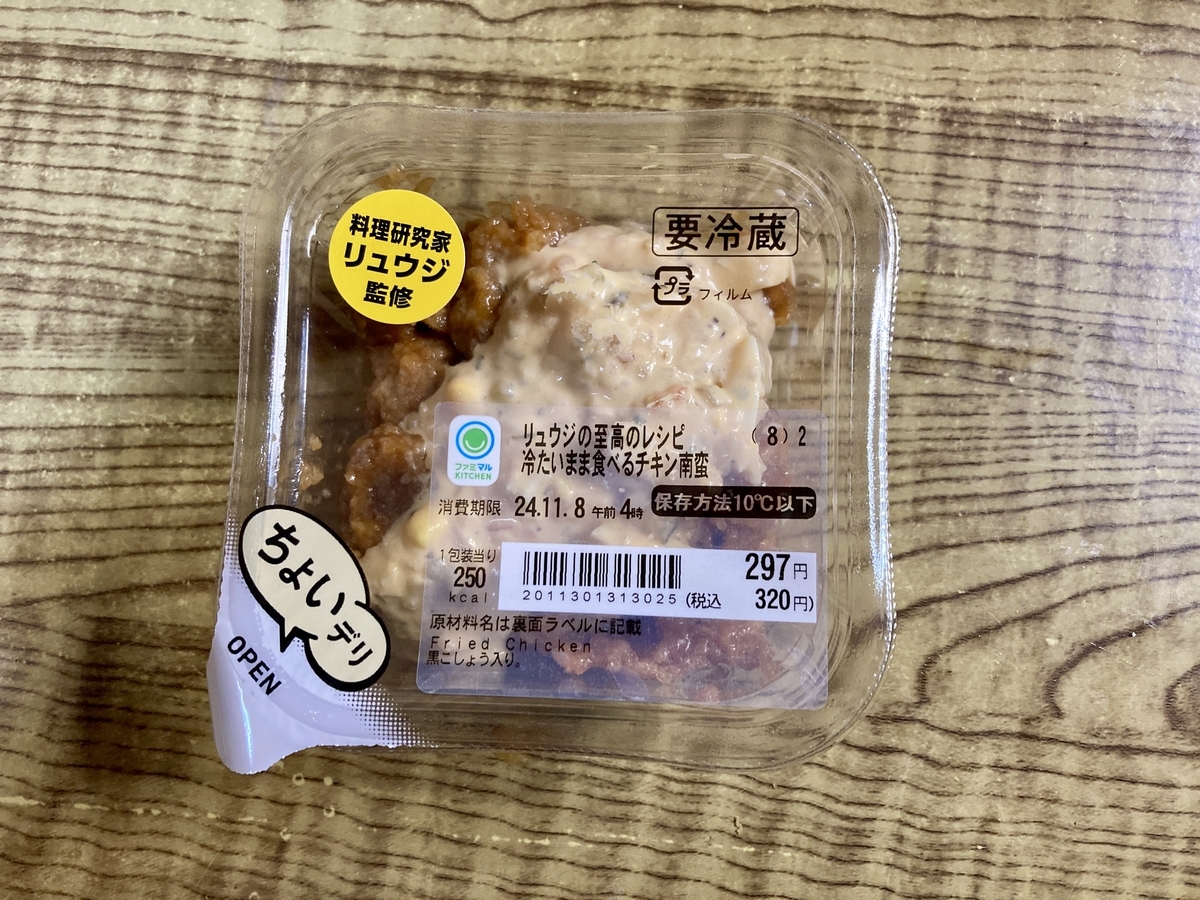 料理研究家
リュウジ
監修
要冷蔵
プラ フィルム
ファミマル
KITCHEN
リュウジの至高のレシピ (8)2
冷たいまま食べるチキン南蛮
消費期限 24.11.8 午前4時 保存方法10℃以下
1包装当り
250
kcal
297円
2011301313025 (税込 320円)
原材料名は裏面ラベルに記載
Fried Chicken
黒こしょう入り。
ちょいデリ
OPEN